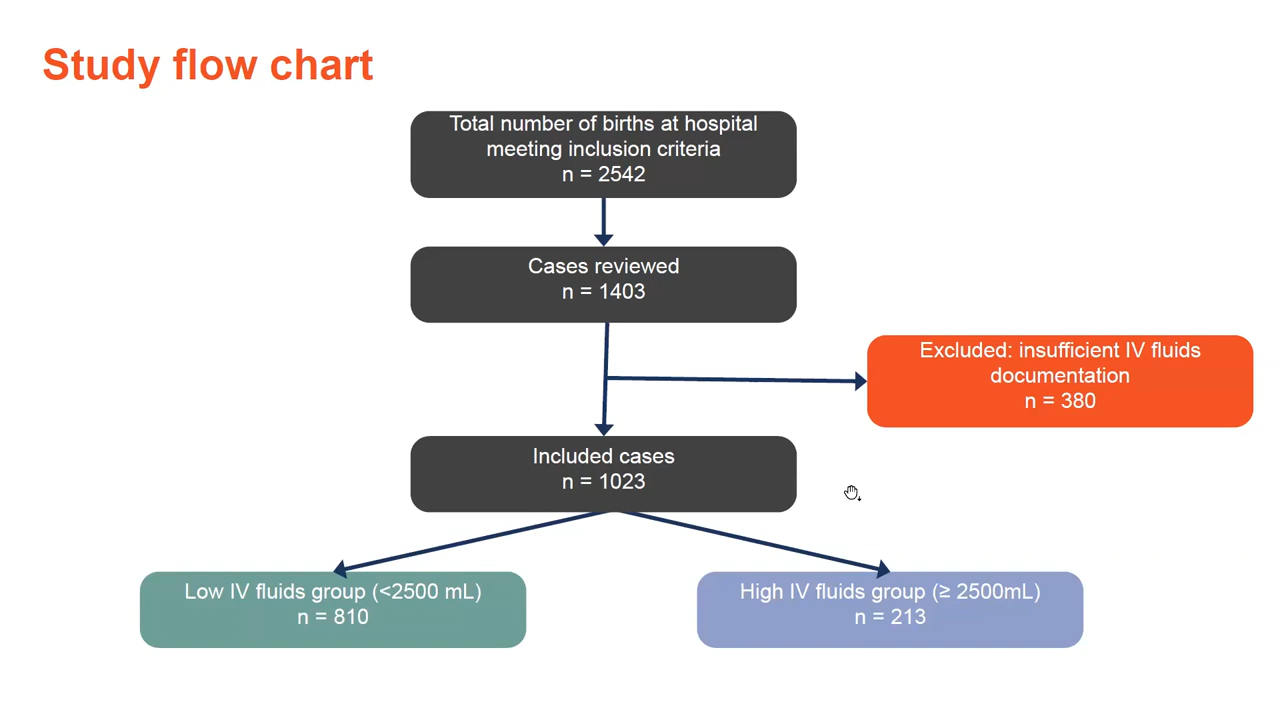 Study flow chart
Total number of births at hospital
meeting inclusion criteria
n = 2542
Cases reviewed
n = 1403
Excluded: insufficient IV fluids
documentation
n = 380
Included cases
n = 1023
Low IV fluids group (<2500 mL)
n = 810
High IV fluids group (≥ 2500mL)
n = 213